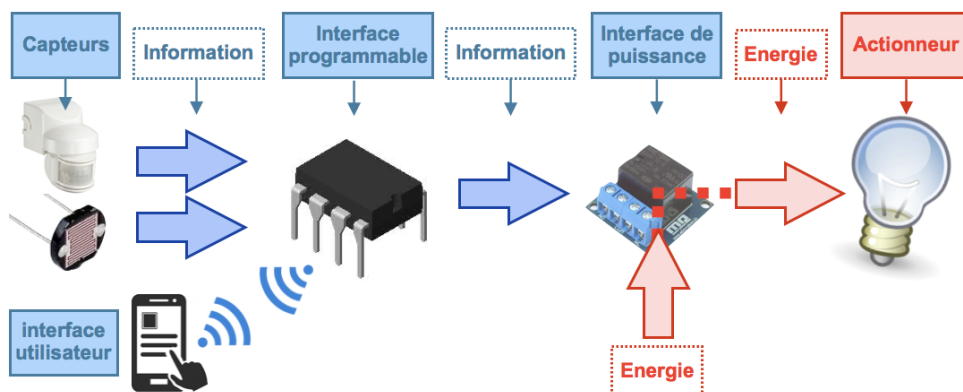 Capteurs
Information
Interface
programmable
Information
Interface de
puissance
Energie
Actionneur
interface
utilisateur
Energie